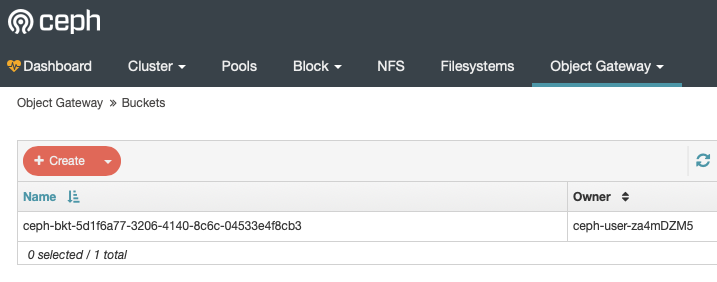 ceph
Dashboard Cluster Pools Block NFS Filesystems Object Gateway
Object Gateway » Buckets
+ Create
Name Owner
ceph-bkt-5d1f6a77-3206-4140-8c6c-04533e4f8cb3 ceph-user-za4mDZM5
0 selected / 1 total